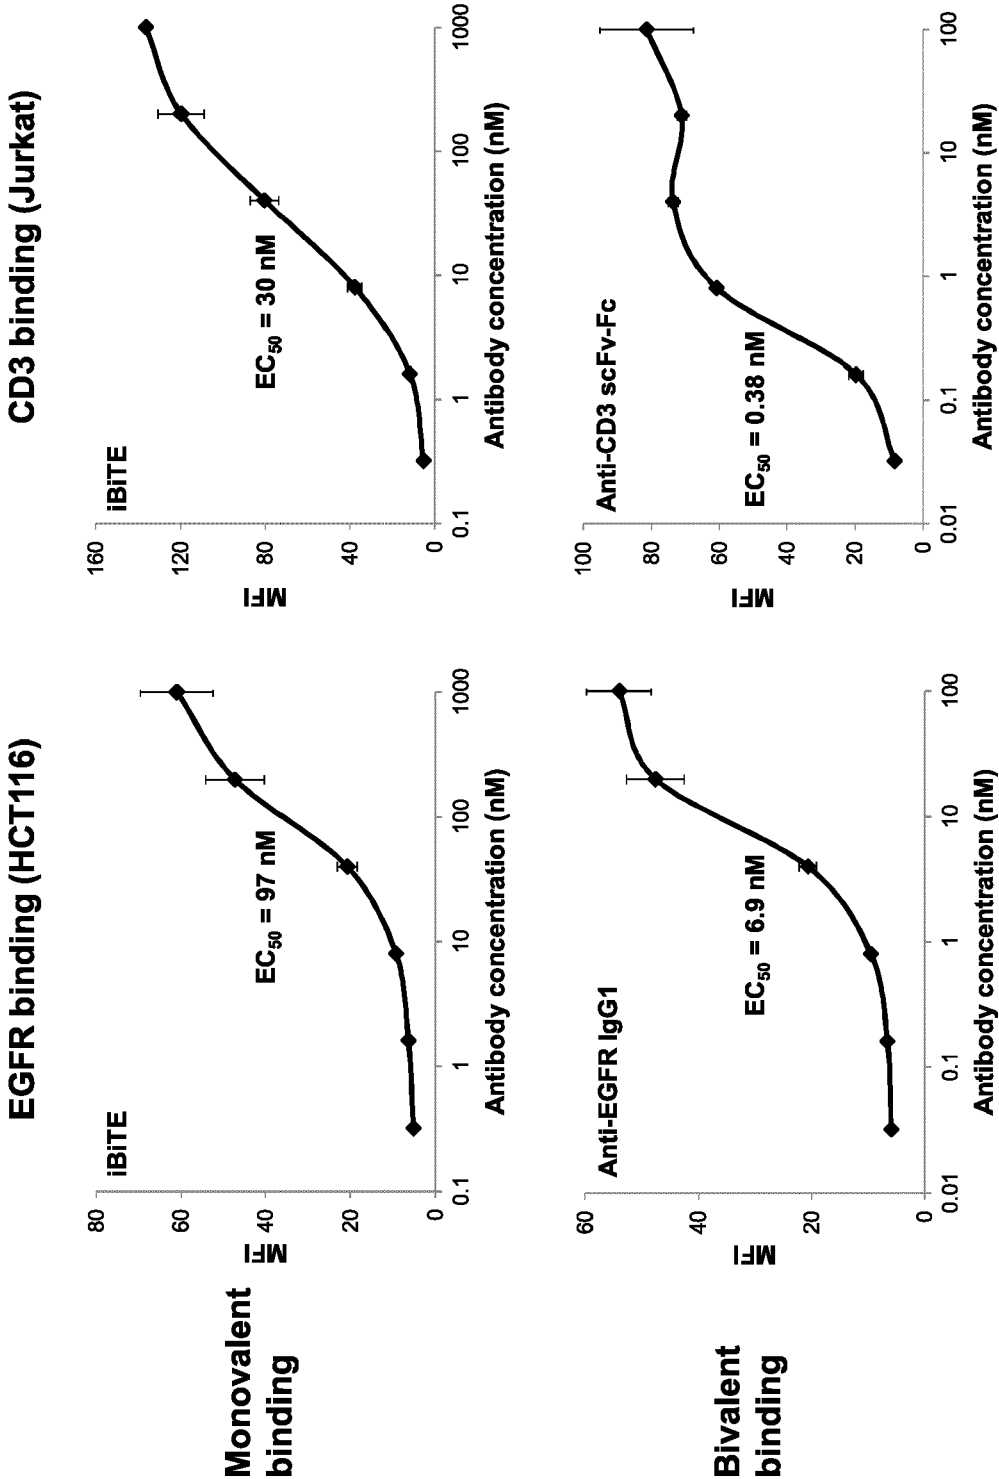 EGFR binding (HCT116)
CD3 binding (Jurkat)
Monovalent
binding
iBiTE
EC50 = 97 nM
MFI
80
60
40
20
0
0.1
1
10
100
1000
Antibody concentration (nM)
iBiTE
EC50 = 30 nM
MFI
160
120
80
40
0
0.1
1
10
100
1000
Antibody concentration (nM)
Bivalent
binding
Anti-EGFR IgG1
EC50 = 6.9 nM
MFI
60
40
20
0
0.01
0.1
1
10
100
Antibody concentration (nM)
Anti-CD3 scFv-Fc
EC50 = 0.38 nM
MFI
100
80
60
40
20
0
0.01
0.1
1
10
100
Antibody concentration (nM)